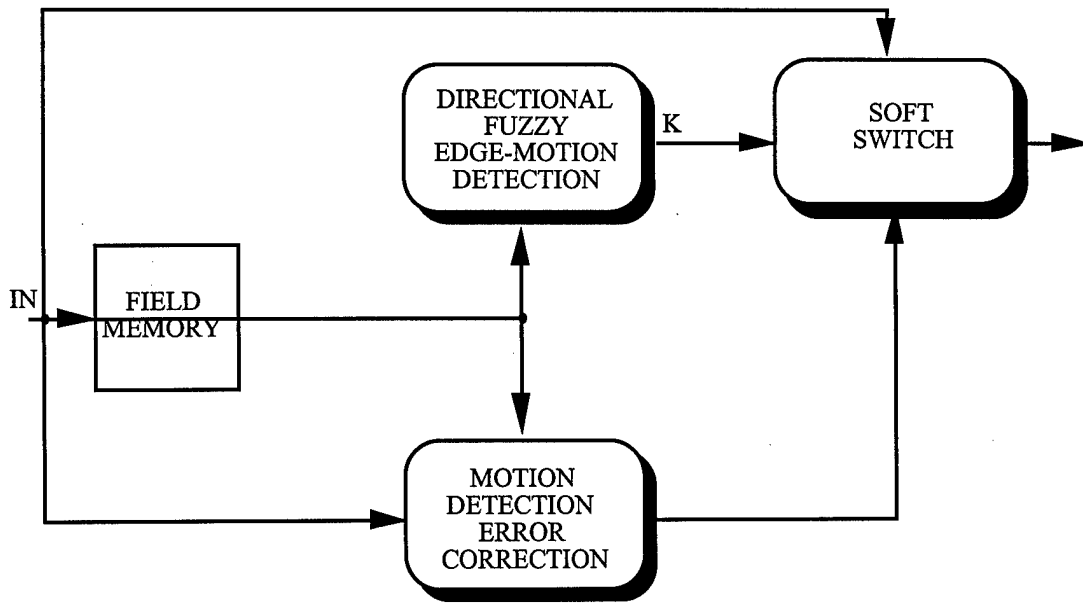 DIRECTIONAL
FUZZY
EDGE-MOTION
DETECTION
K
SOFT
SWITCH
IN
FIELD
MEMORY
MOTION
DETECTION
ERROR
CORRECTION